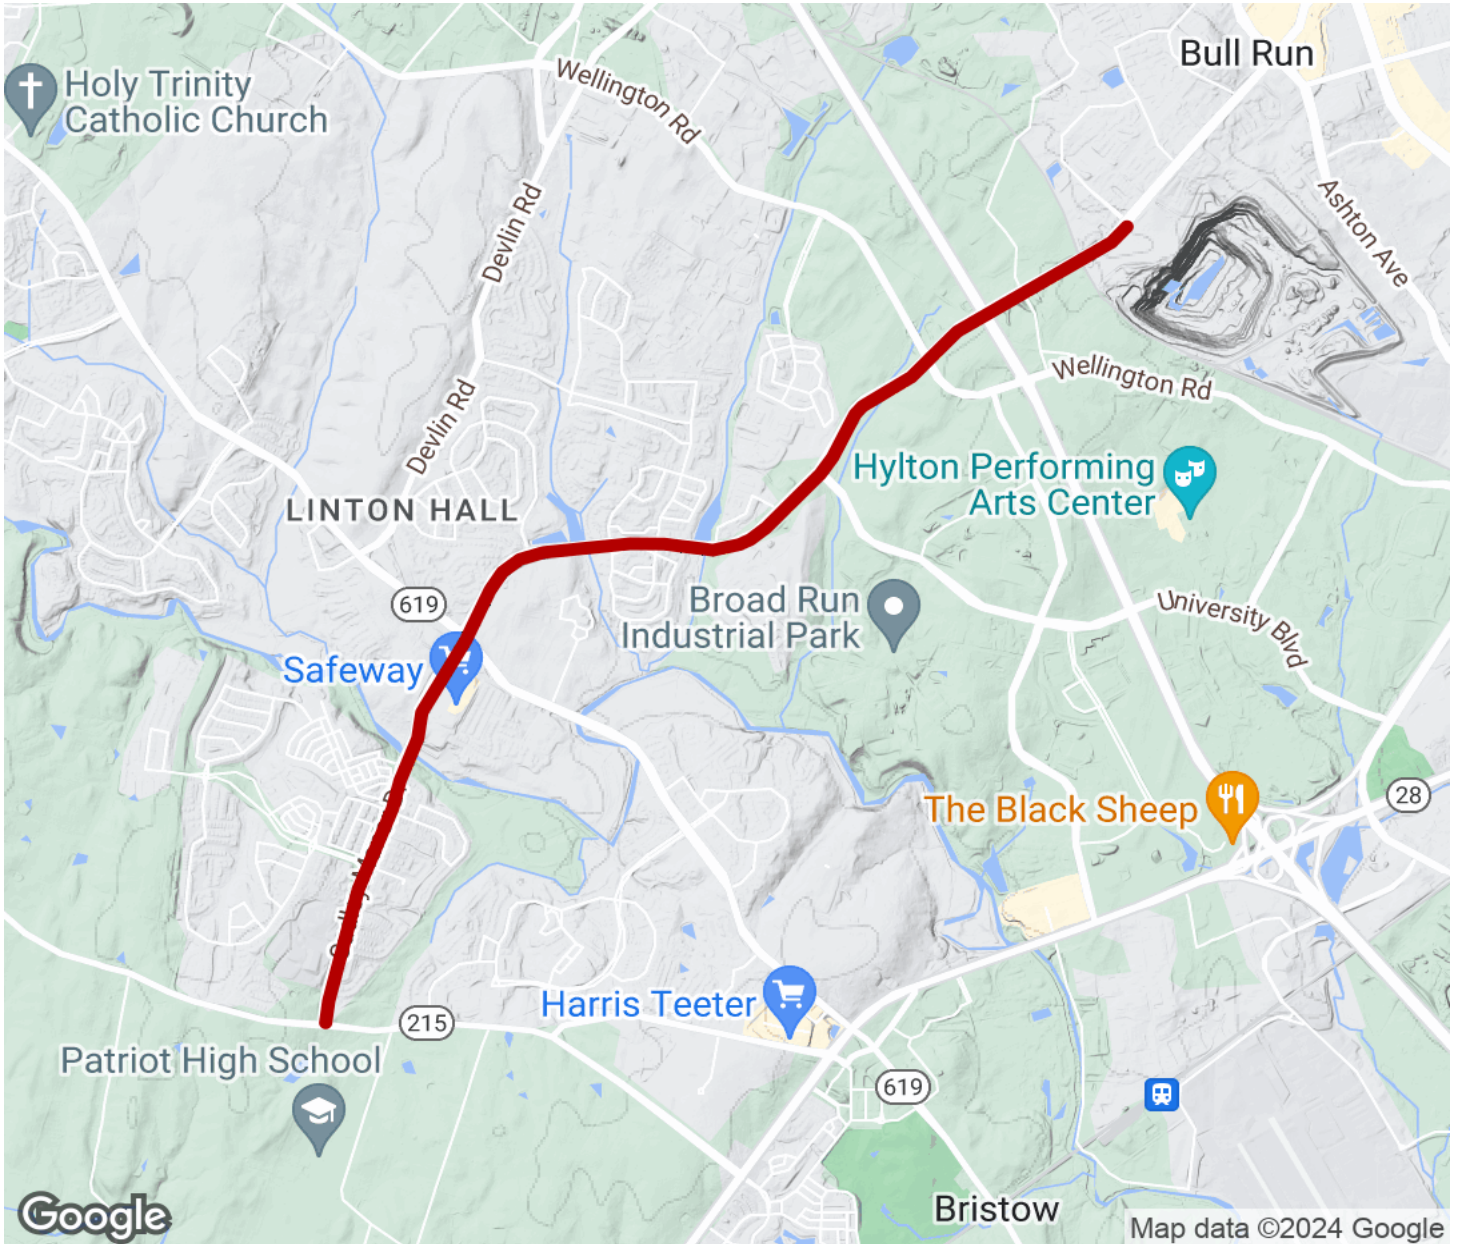 Bull Run
Holy Trinity
Catholic Church
Wellington Rd
Devlin Rd
Ashton Ave
Devlin Rd
Wellington Rd
Hylton Performing
Arts Center
LINTON HALL
619
Broad Run
Industrial Park
University Blvd
Safeway
The Black Sheep
28
Harris Teeter
215
Patriot High School
619
Bristow
Google
Map data ©2024 Google